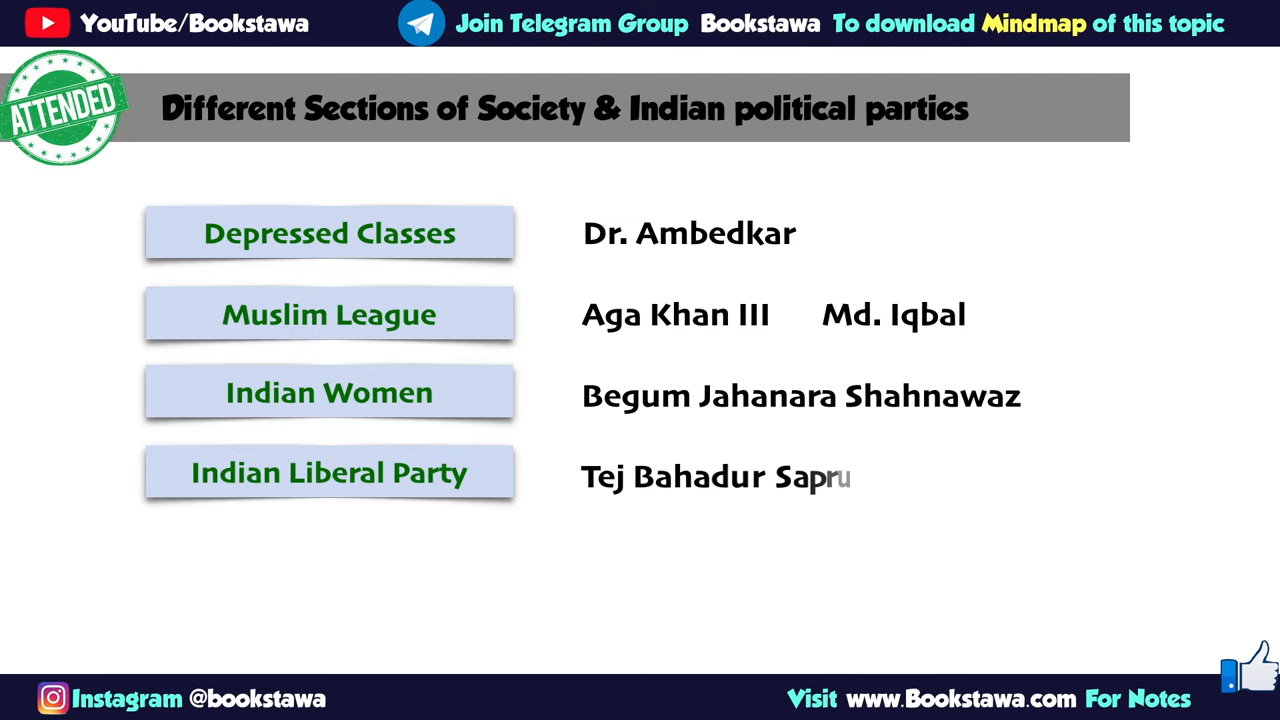 YouTube/Bookstawa
Join Telegram Group Bookstawa To download Mindmap of this topic
ATTENDED
Different Sections of Society & Indian political parties
Depressed Classes Dr. Ambedkar
Muslim League Aga Khan III Md. Iqbal
Indian Women Begum Jahanara Shahnawaz
Indian Liberal Party Tej Bahadur Sapru
Instagram @bookstawa
Visit www.Bookstawa.com For Notes